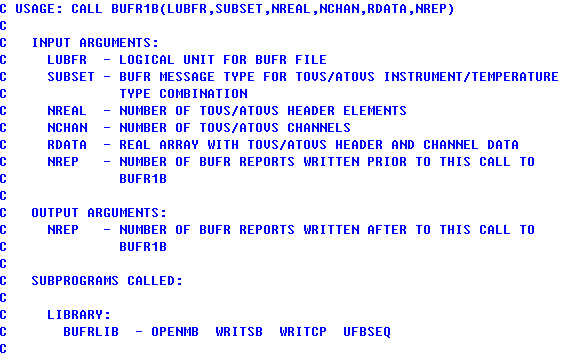 C USAGE: CALL BUFR1B(LUBFR,SUBSET,NREAL,NCHAN,RDATA,NREP)
C
C   INPUT ARGUMENTS:
C     LUBFR  - LOGICAL UNIT FOR BUFR FILE
C     SUBSET - BUFR MESSAGE TYPE FOR TOVS/ATOVS INSTRUMENT/TEMPERATURE
C              TYPE COMBINATION
C     NREAL  - NUMBER OF TOVS/ATOVS HEADER ELEMENTS
C     NCHAN  - NUMBER OF TOVS/ATOVS CHANNELS
C     RDATA  - REAL ARRAY WITH TOVS/ATOVS HEADER AND CHANNEL DATA
C     NREP   - NUMBER OF BUFR REPORTS WRITTEN PRIOR TO THIS CALL TO
C              BUFR1B
C
C   OUTPUT ARGUMENTS:
C     NREP   - NUMBER OF BUFR REPORTS WRITTEN AFTER TO THIS CALL TO
C              BUFR1B
C
C   SUBPROGRAMS CALLED:
C
C     LIBRARY:
C       BUFRLIB  - OPENMB  WRITSB  WRITCP  UFBSEQ
C